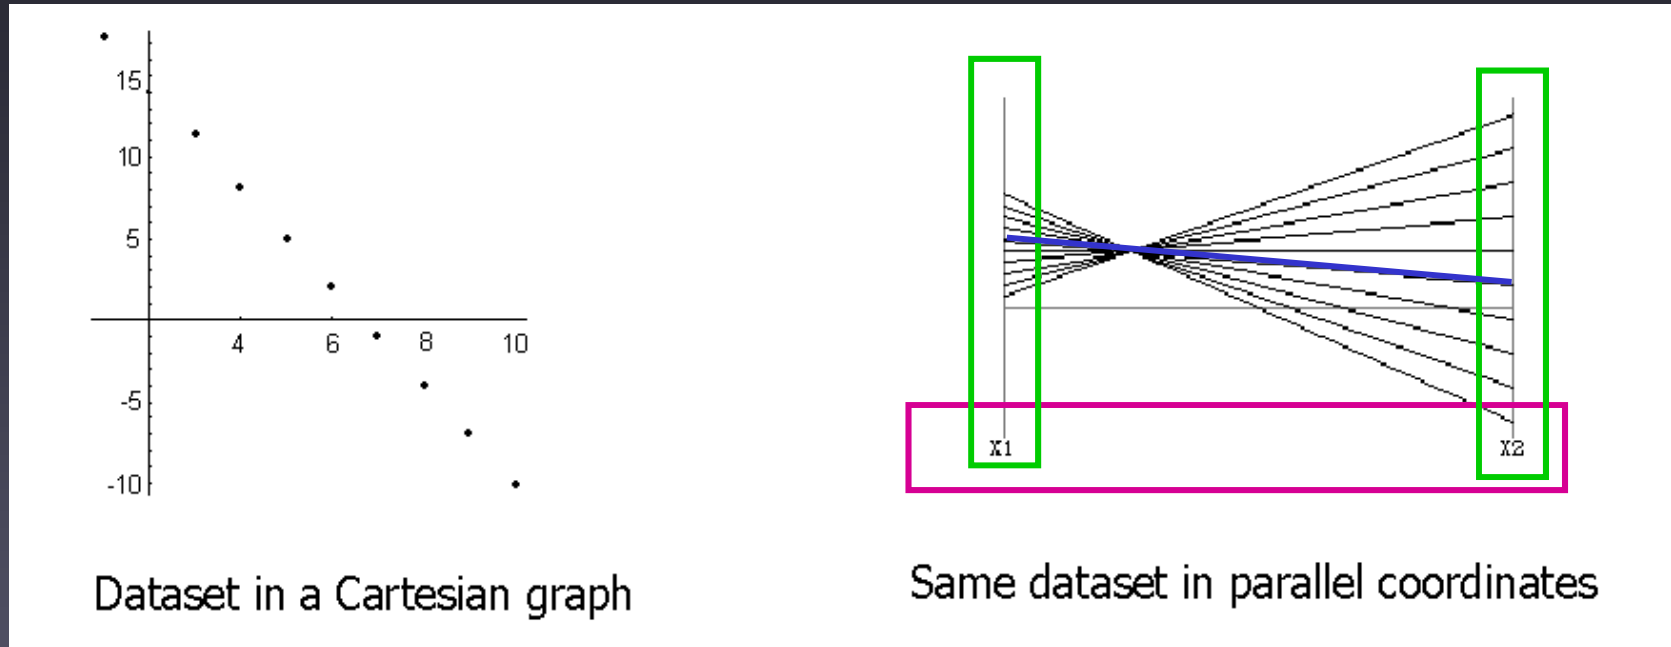 15
10
5
4 6 8 10
-5
-10
X1 X2
Dataset in a Cartesian graph
Same dataset in parallel coordinates